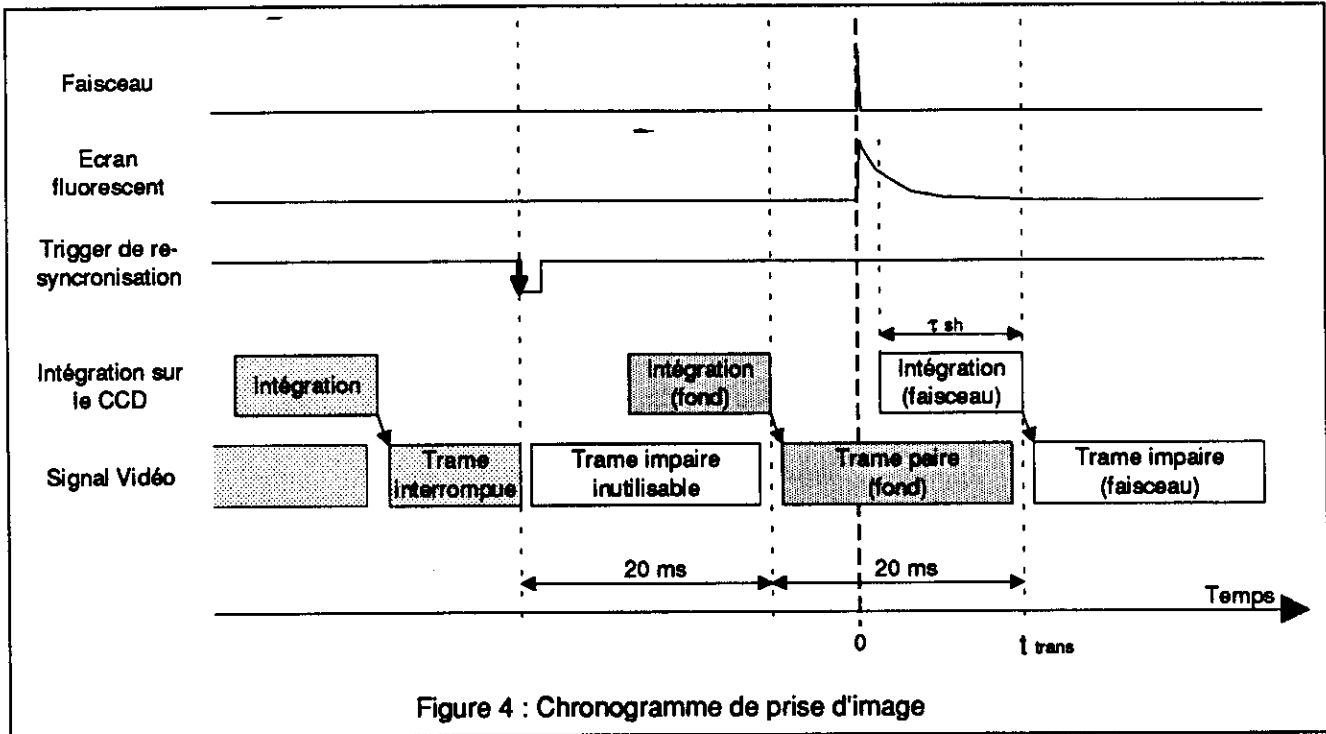 Faisceau
Ecran
fluorescent
Trigger de re-
syncronisation
τ sh
Intégration sur
le CCD
Intégration
Intégration
(fond)
Intégration
(faisceau)
Signal Vidéo
Trame
interrompue
Trame impaire
inutilisable
Trame paire
(fond)
Trame impaire
(faisceau)
20 ms
20 ms
Temps
0
t trans
Figure 4 : Chronogramme de prise d'image